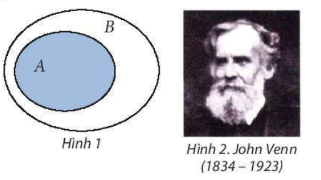 B
A
Hình 1
Hình 2. John Venn
(1834 – 1923)